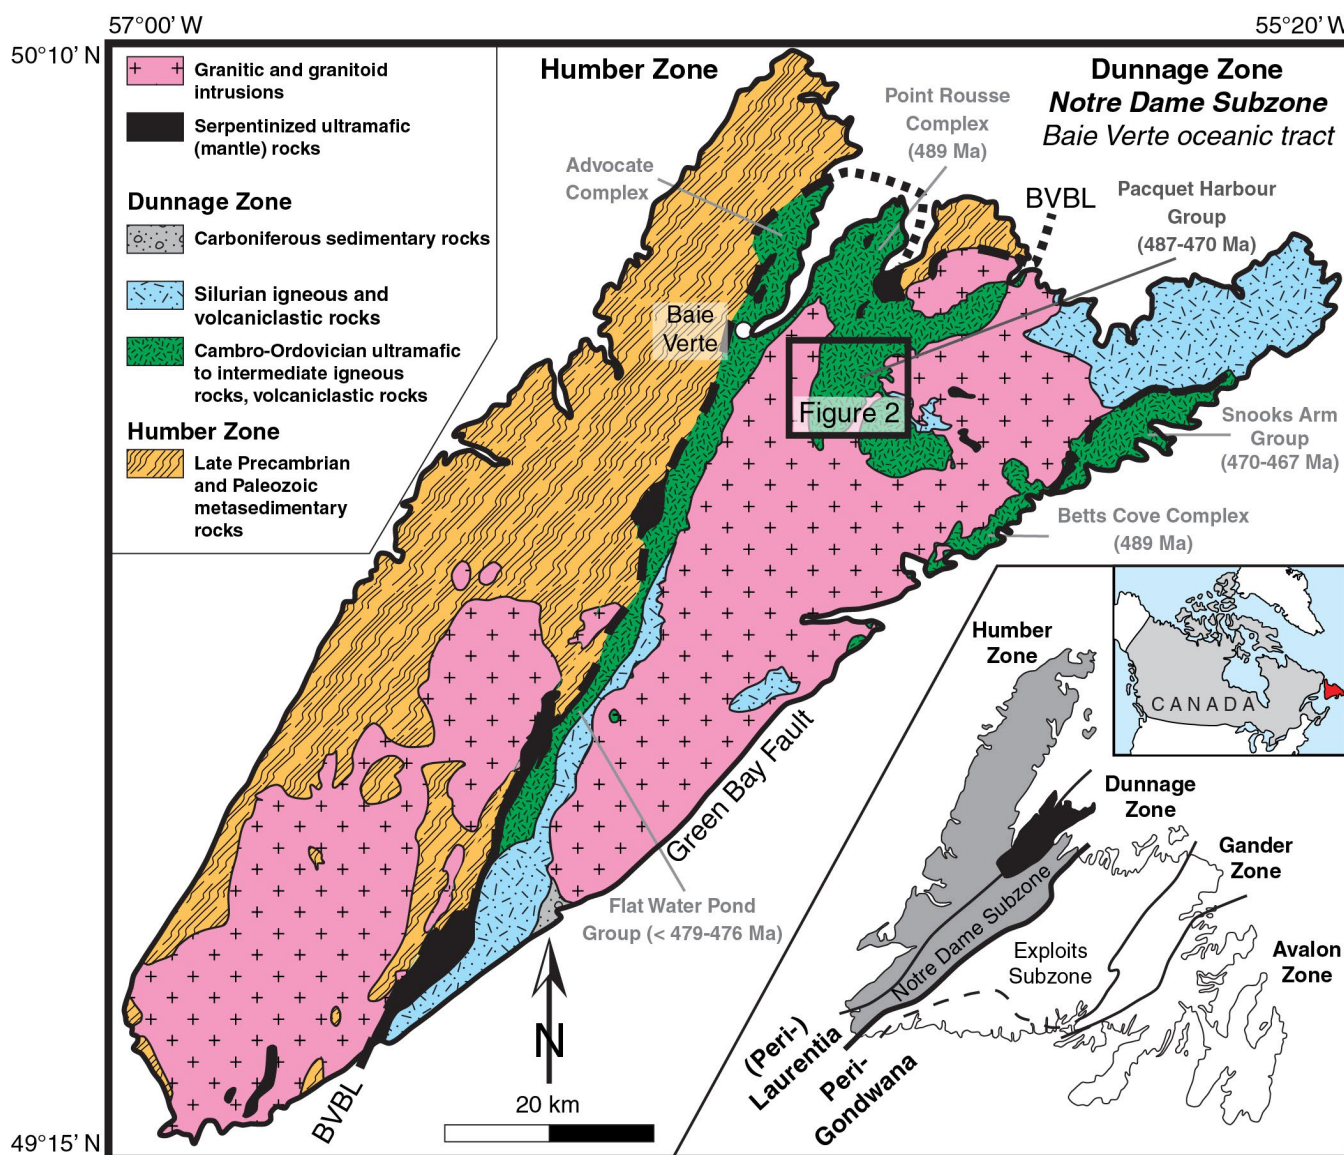 57°00' W
55°20' W
50°10' N
49°15' N
Granitic and granitoid
intrusions
Serpentinized ultramafic
(mantle) rocks
Dunnage Zone
Carboniferous sedimentary rocks
Silurian igneous and
volcaniclastic rocks
Cambro-Ordovician ultramafic
to intermediate igneous
rocks, volcaniclastic rocks
Humber Zone
Late Precambrian
and Paleozoic
metasedimentary
rocks
Humber Zone
Dunnage Zone
Notre Dame Subzone
Baie Verte oceanic tract
Point Rousse
Complex
(489 Ma)
Advocate
Complex
BVBL
Pacquet Harbour
Group
(487-470 Ma)
Baie
Verte
Figure 2
Snooks Arm
Group
(470-467 Ma)
Betts Cove Complex
(489 Ma)
Green Bay Fault
Flat Water Pond
Group (< 479-476 Ma)
N
20 km
BVBL
Humber
Zone
CANADA
Dunnage
Zone
Gander
Zone
Notre Dame Subzone
Exploits
Subzone
Avalon
Zone
(Peri-)
Laurentia
Peri-
Gondwana